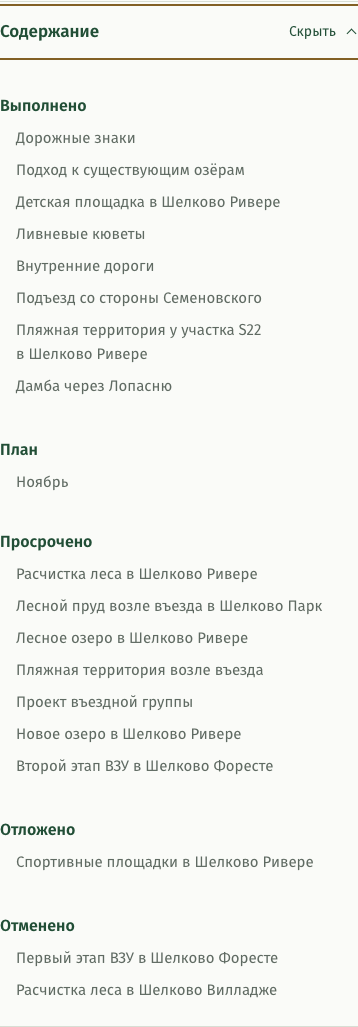 Содержание
Скрыть
Выполнено
Дорожные знаки
Подход к существующим озёрам
Детская площадка в Шелково Ривере
Ливневые кюветы
Внутренние дороги
Подъезд со стороны Семеновского
Пляжная территория у участка S22
в Шелково Ривере
Дамба через Лопасню
План
Ноябрь
Просрочено
Расчистка леса в Шелково Ривере
Лесной пруд возле въезда в Шелково Парк
Лесное озеро в Шелково Ривере
Пляжная территория возле въезда
Проект въездной группы
Новое озеро в Шелково Ривере
Второй этап ВЗУ в Шелково Форесте
Отложено
Спортивные площадки в Шелково Ривере
Отменено
Первый этап ВЗУ в Шелково Форесте
Расчистка леса в Шелково Вилладже